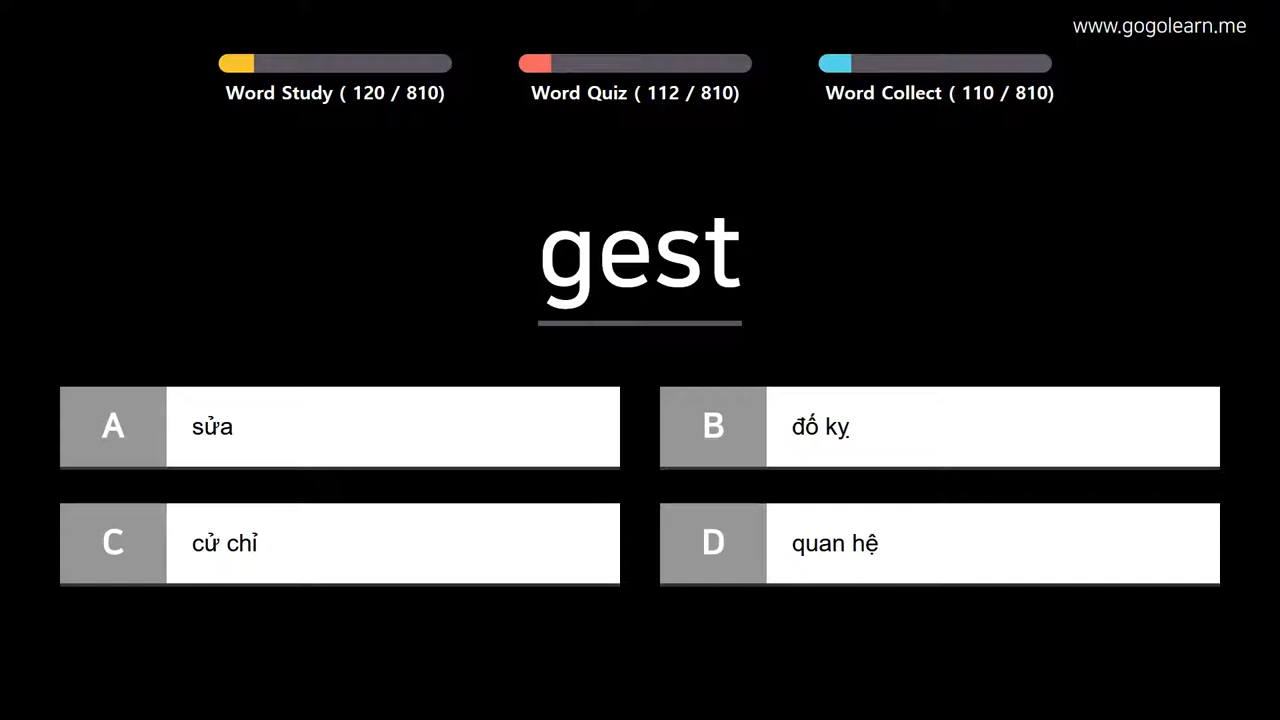 www.gogolearn.me
Word Study ( 120 / 810)
Word Quiz ( 112 / 810)
Word Collect ( 110 / 810)
gest
A
sửa
B
đố kỵ
C
cử chỉ
D
quan hệ